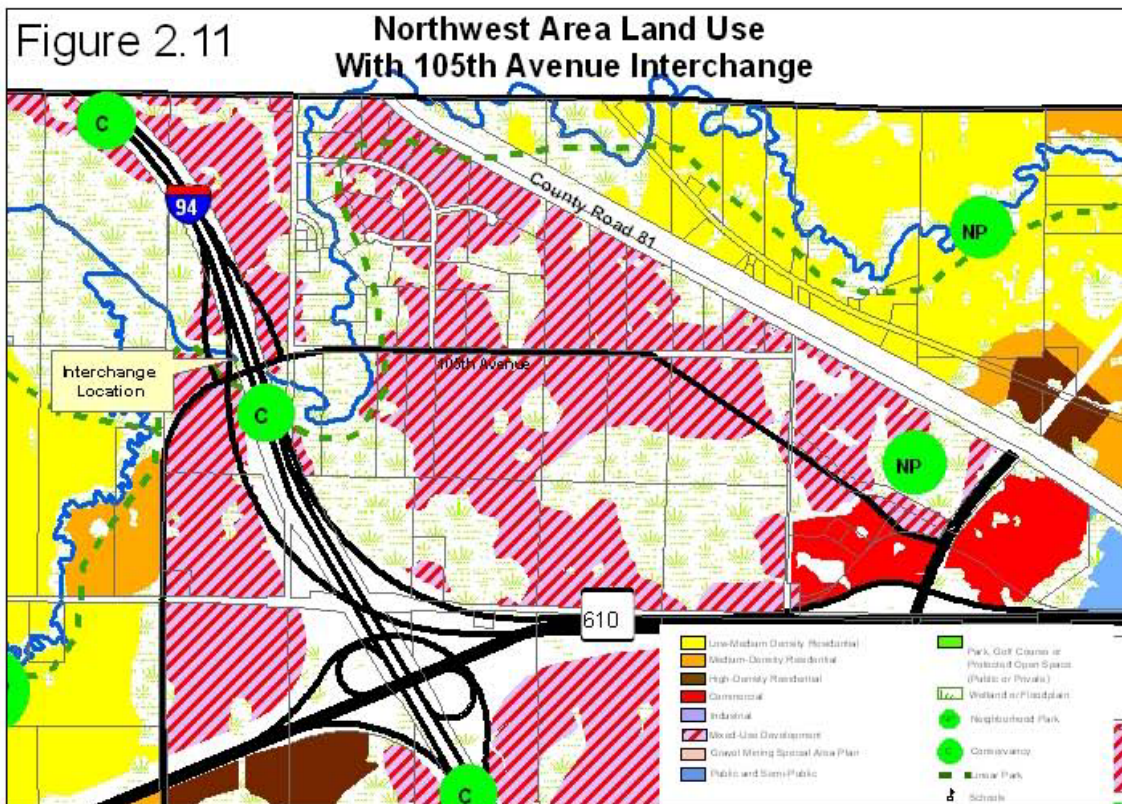 Figure 2.11
Northwest Area Land Use
With 105th Avenue Interchange
C
94
County Road 81
NP
Interchange
Location
105th Avenue
C
NP
610
Low-Medium Density Residential
Medium-Density Residential
High-Density Residential
Commercial
Industrial
Mixed-Use Development
Gravel Mining Special Area Plan
Public and Semi-Public
Park, Golf Course or
Protected Open Space
(Public or Private)
Wetland or Floodplain
NP
Neighborhood Park
C
Conservancy
Linear Park
Schools
C